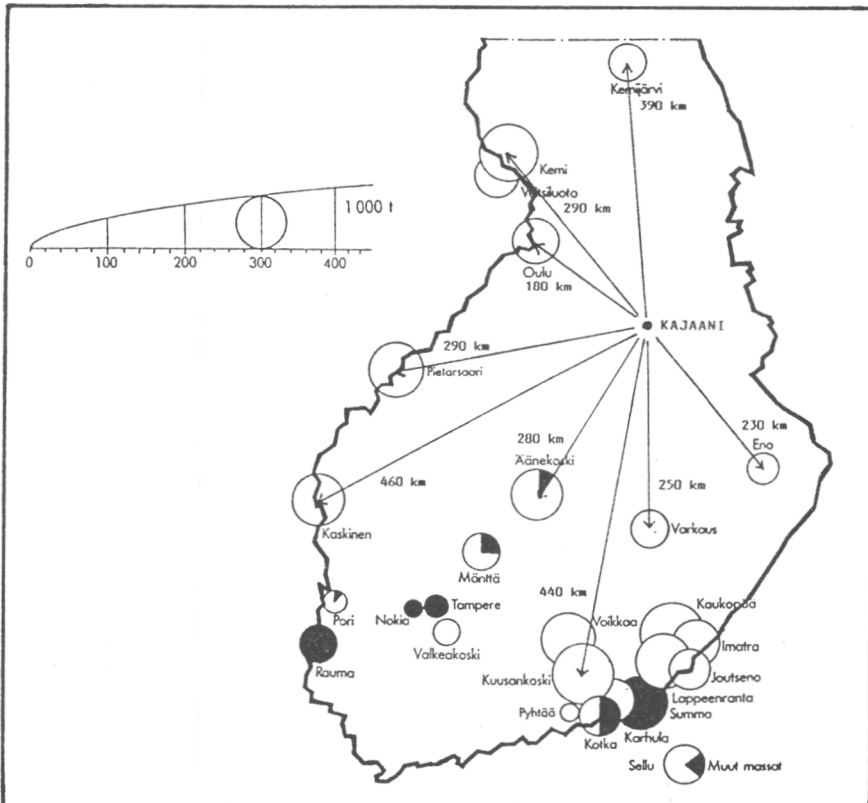 Kemijärvi
390 km
Kemi
Veitsiluoto
290 km
1 000 t
0 100 200 300 400
Oulu
180 km
KAJAANI
290 km
Pietarsaari
230 km
Eno
280 km
Äänekoski
460 km
250 km
Kaskinen
Varkaus
Mänttä
440 km
Kaukopää
Pori
Nokia
Tampere
Voikkaa
Imatra
Valkeakoski
Rauma
Kuusankoski
Joutseno
Lappeenranta
Pyhtää
Summa
Kotka
Karhula
Sellu
Muut massat